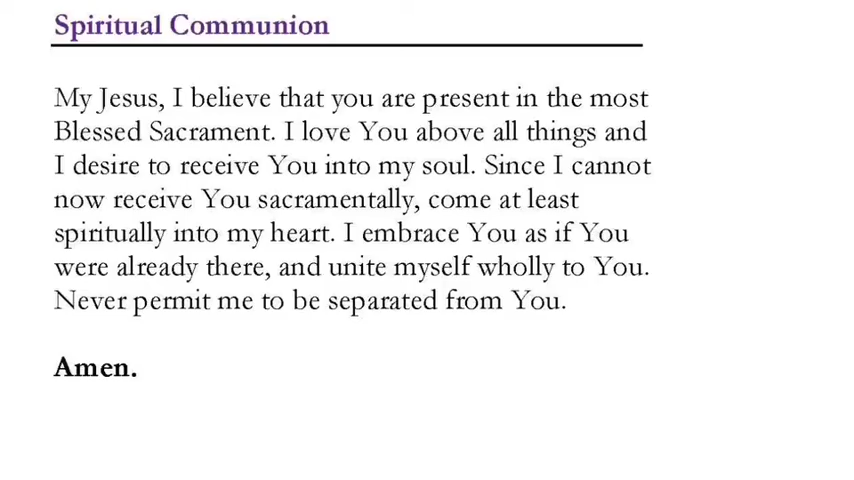 Spiritual Communion
My Jesus, I believe that you are present in the most
Blessed Sacrament. I love You above all things and
I desire to receive You into my soul. Since I cannot
now receive You sacramentally, come at least
spiritually into my heart. I embrace You as if You
were already there, and unite myself wholly to You.
Never permit me to be separated from You.
Amen.